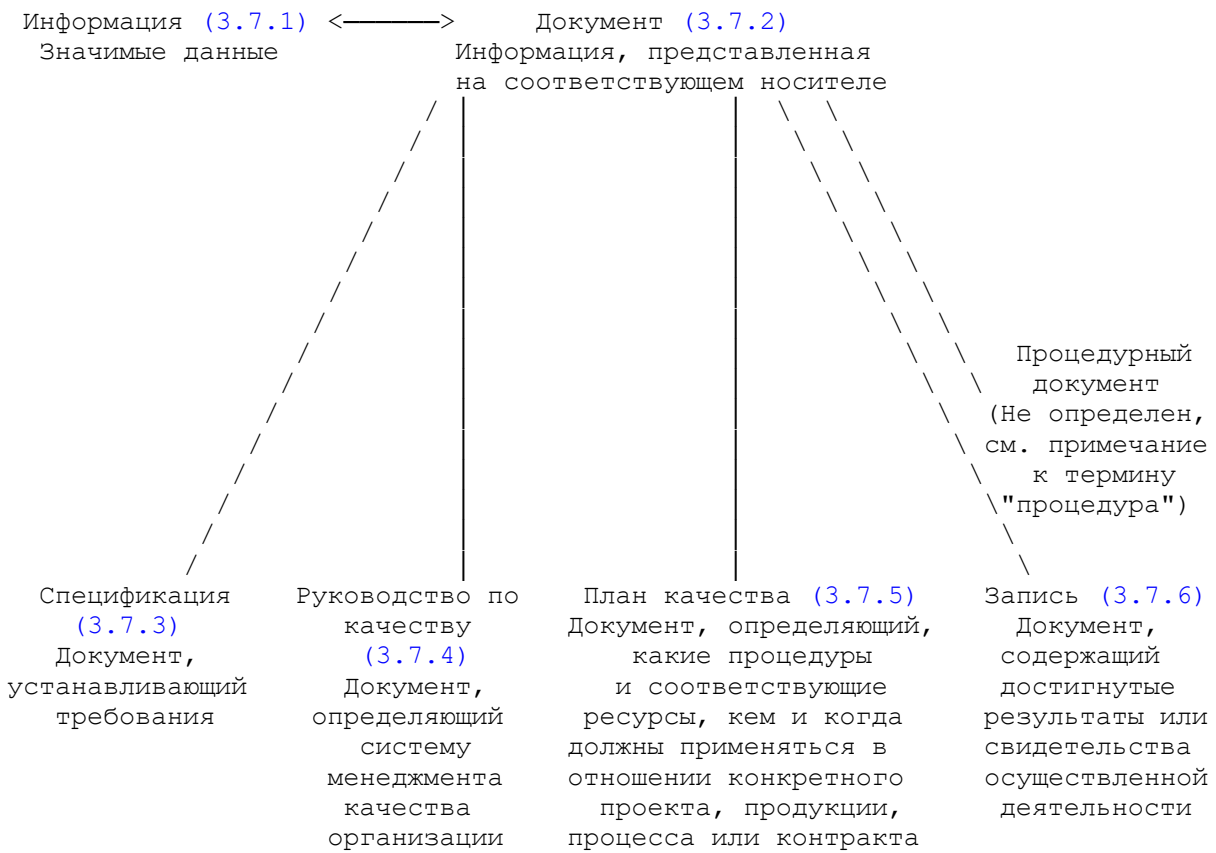 Информация (3.7.1) <──────> Документ (3.7.2)
Значимые данные Информация, представленная
на соответствующем носителе
Процедурный
документ
(Не определен,
см. примечание
к термину
"процедура")
Спецификация
(3.7.3)
Документ,
устанавливающий
требования
Руководство по
качеству
(3.7.4)
Документ,
определяющий
систему
менеджмента
качества
организации
План качества (3.7.5)
Документ, определяющий,
какие процедуры
и соответствующие
ресурсы, кем и когда
должны применяться в
отношении конкретного
проекта, продукции,
процесса или контракта
Запись (3.7.6)
Документ,
содержащий
достигнутые
результаты или
свидетельства
осуществленной
деятельности